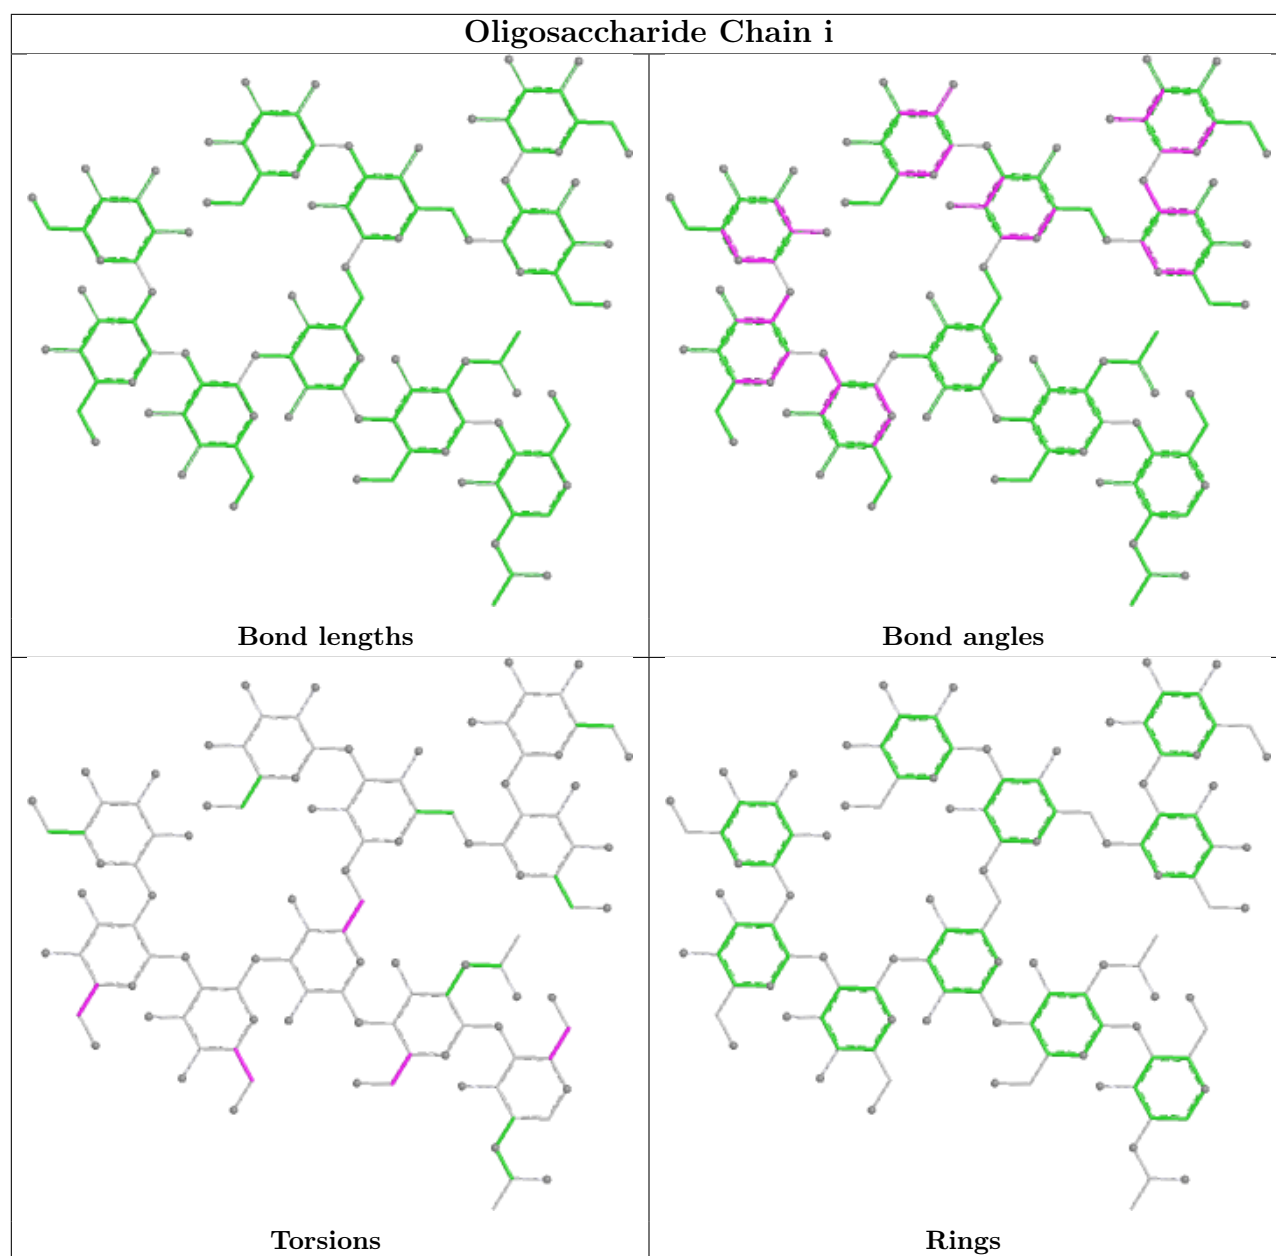 Oligosaccharide Chain i
Bond lengths
Bond angles
Torsions
Rings